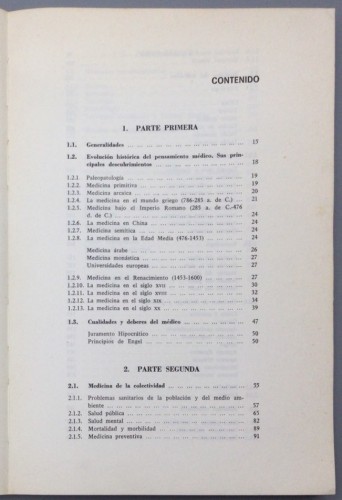 CONTENIDO
1. PARTE PRIMERA
1.1. Generalidades 15
1.2. Evolución histórica del pensamiento médico. Sus prin-
cipales descubrimientos 18
1.2.1. Paleopatología 19
1.2.2. Medicina primitiva 19
1.2.3. Medicina arcaica 20
1.2.4. La medicina en el mundo griego (786-285 a. de C.) 21
1.2.5. Medicina bajo el Imperio Romano (285 a. de C.-476
d. de C.) 24
1.2.6. La medicina en China 24
1.2.7. Medicina semítica 24
1.2.8. La medicina en la Edad Media (476-1453) 24
Medicina árabe 26
Medicina monástica 27
Universidades europeas 27
1.2.9. Medicina en el Renacimiento (1453-1600) 27
1.2.10. La medicina en el siglo XVII 30
1.2.11. La medicina en el siglo XVIII 32
1.2.12. La medicina en el siglo XIX 34
1.2.13. La medicina en el siglo XX 39
1.3. Cualidades y deberes del médico 47
Juramento Hipocrático 50
Principios de Engel 50
2. PARTE SEGUNDA
2.1. Medicina de la colectividad 55
2.1.1. Problemas sanitarios de la población y del medio am-
biente 57
2.1.2. Salud pública 65
2.1.3. Salud mental 82
2.1.4. Mortalidad y morbilidad 89
2.1.5. Medicina preventiva 91